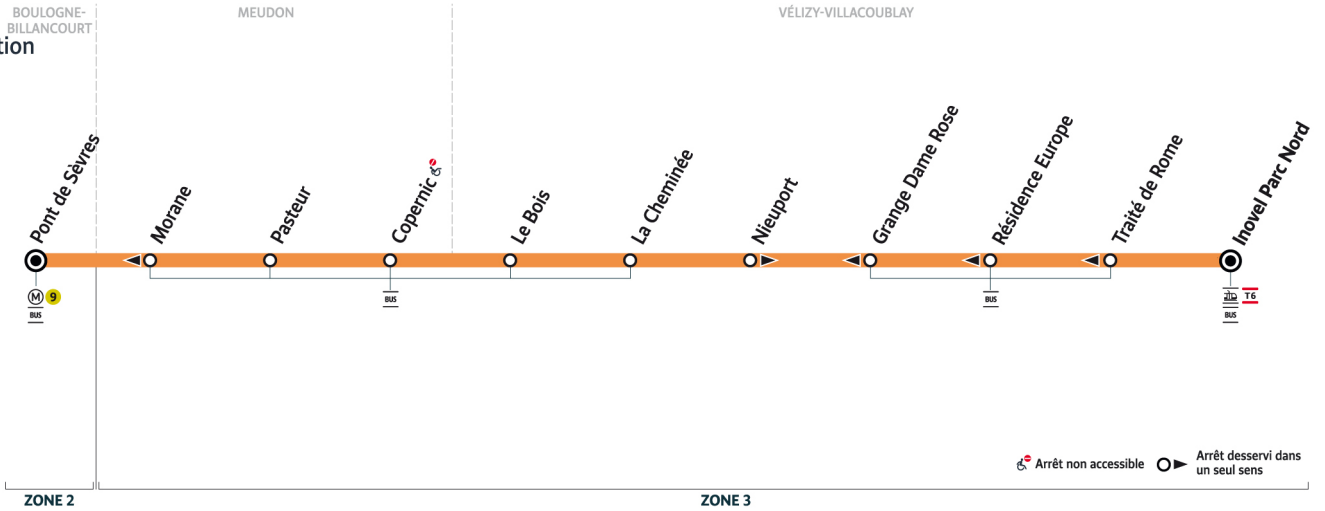 BOULOGNE-
BILLANCOURT
MEUDON
VÉLIZY-VILLACOUBLAY
tion
Pont de Sèvres
Morane
Pasteur
Copernic
Le Bois
La Cheminée
Nieuport
Grange Dame Rose
Résidence Europe
Traité de Rome
Inovel Parc Nord
M 9
BUS
BUS
BUS
T6
BUS
Arrêt non accessible
Arrêt desservi dans
un seul sens
ZONE 2
ZONE 3